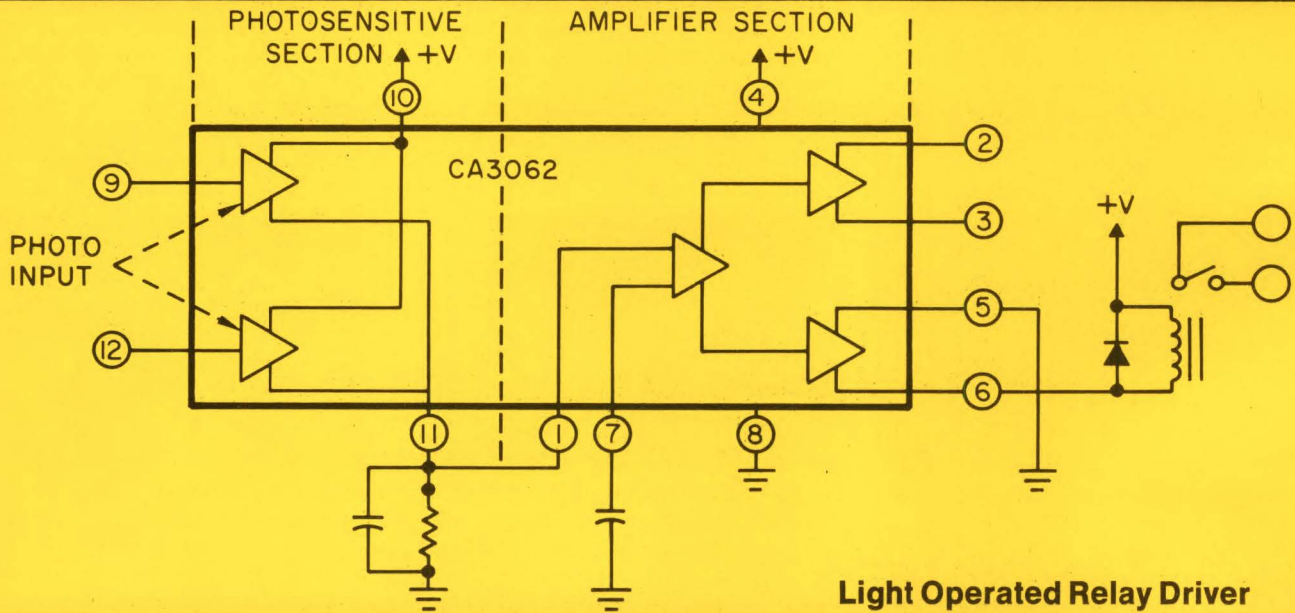 PHOTOSENSITIVE
SECTION
+V
AMPLIFIER SECTION
+V
10
4
CA3062
9
PHOTO
INPUT
12
2
3
5
6
+V
11
1
7
8
Light Operated Relay Driver